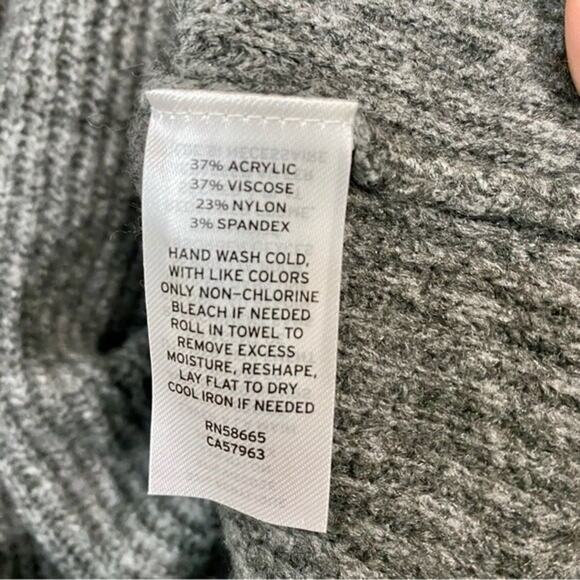 37% ACRYLIC
37% VISCOSE
23% NYLON
3% SPANDEX
HAND WASH COLD,
WITH LIKE COLORS
ONLY NON-CHLORINE
BLEACH IF NEEDED
ROLL IN TOWEL TO
REMOVE EXCESS
MOISTURE, RESHAPE,
LAY FLAT TO DRY
COOL IRON IF NEEDED
RN58665
CA57963